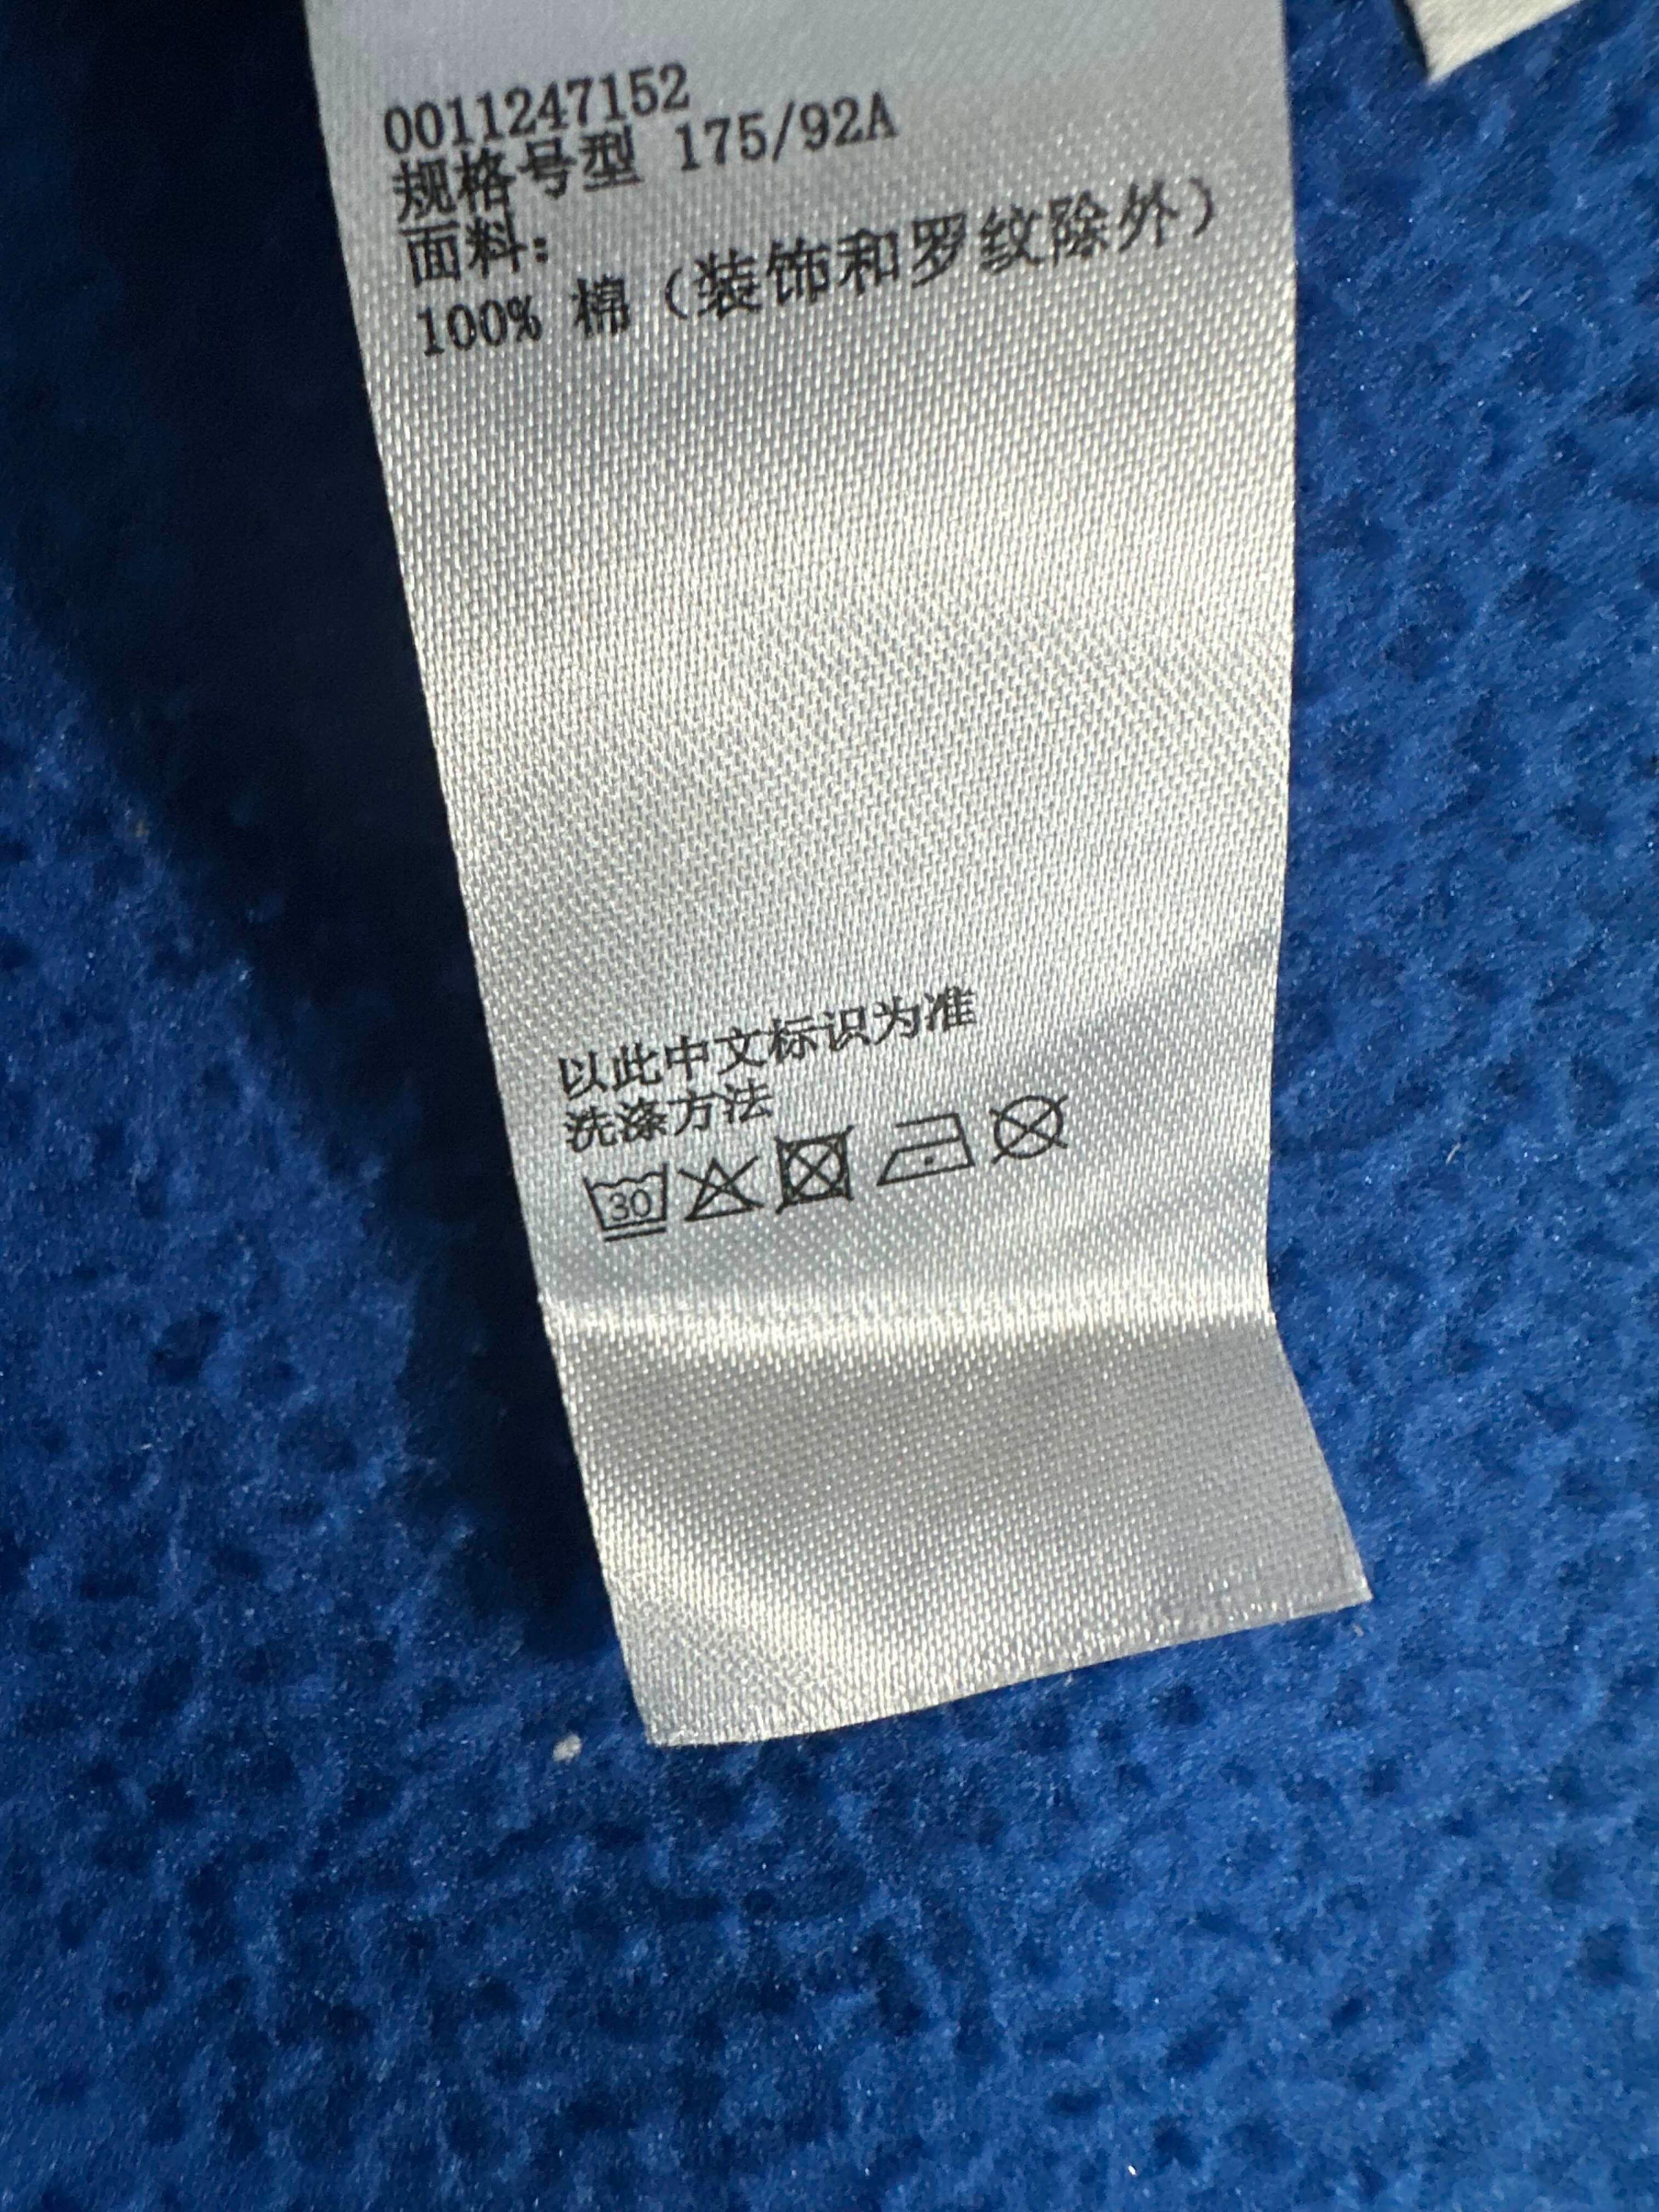 0011247152
规格号型 175/92A
面料:
100% 棉（装饰和罗纹除外）
以此中文标识为准
洗涤方法
30